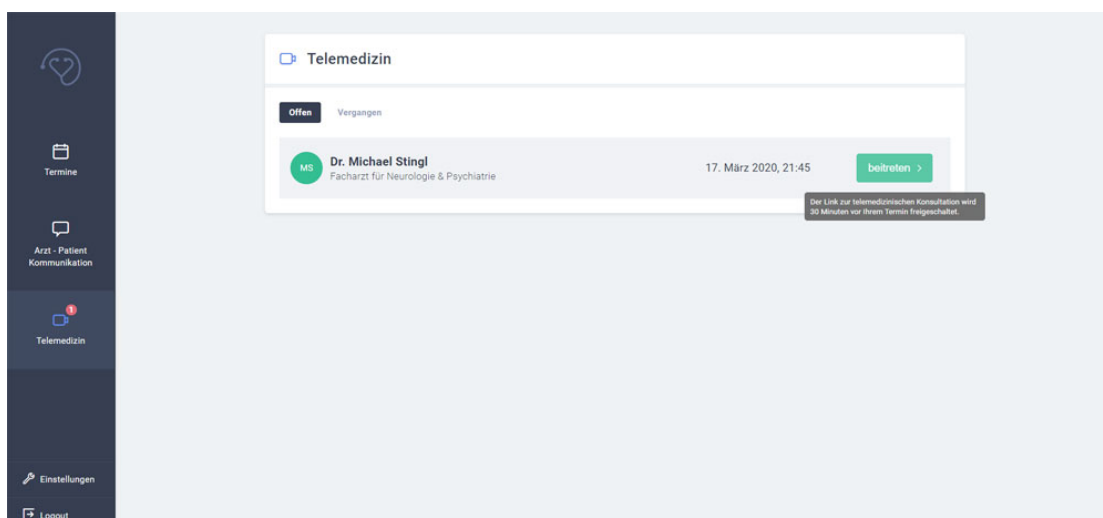 Telemedizin
Offen
Vergangen
MS
Dr. Michael Stingl
Facharzt für Neurologie & Psychiatrie
17. März 2020, 21:45
beitreten >
Der Link zur telemedizinischen Konsultation wird
30 Minuten vor Ihrem Termin freigeschaltet.
Termine
Arzt - Patient
Kommunikation
1
Telemedizin
Einstellungen
Logout